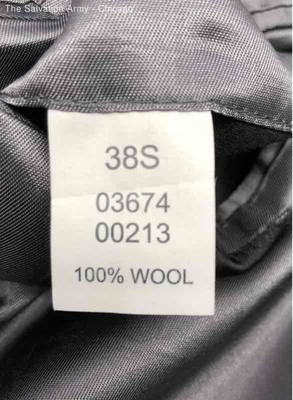 The Salvation Army - Chicago
38S
03674
00213
100% WOOL